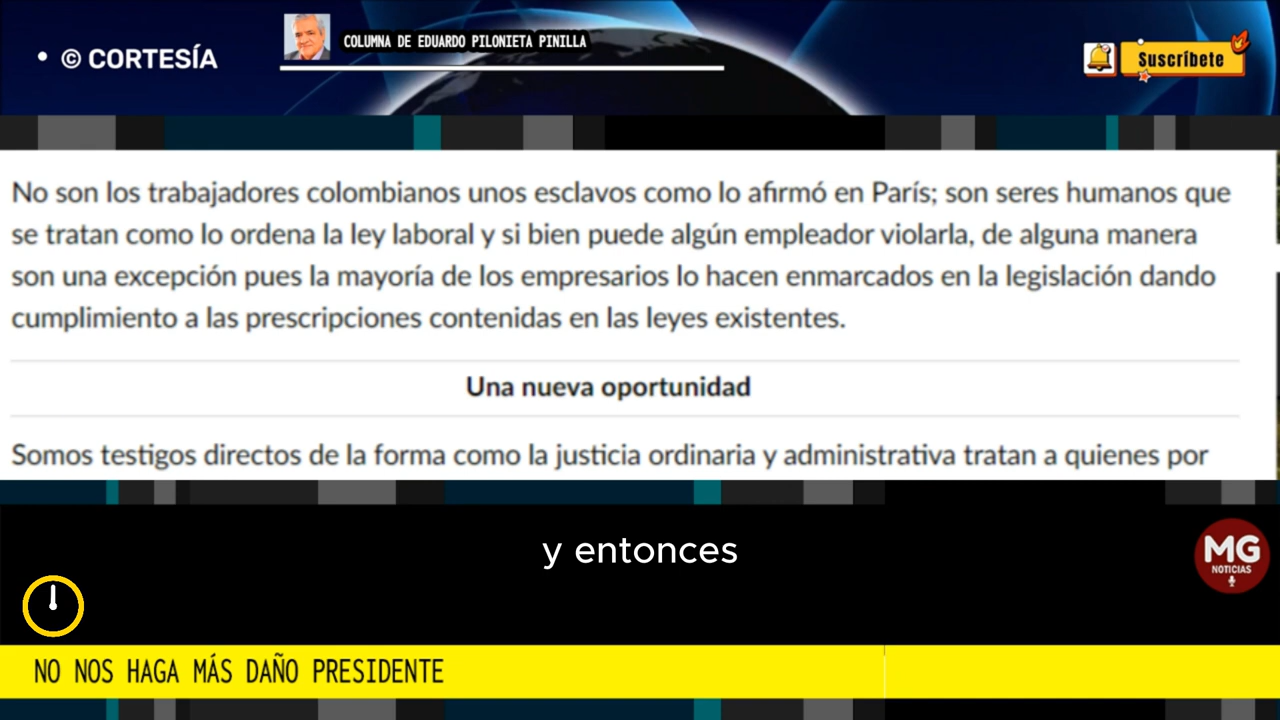 • © CORTESÍA
COLUMNA DE EDUARDO PILONIETA PINILLA
Suscríbete
No son los trabajadores colombianos unos esclavos como lo afirmó en París; son seres humanos que
se tratan como lo ordena la ley laboral y si bien puede algún empleador violarla, de alguna manera
son una excepción pues la mayoría de los empresarios lo hacen enmarcados en la legislación dando
cumplimiento a las prescripciones contenidas en las leyes existentes.
Una nueva oportunidad
Somos testigos directos de la forma como la justicia ordinaria y administrativa tratan a quienes por
y entonces
MG
NOTICIAS
NO NOS HAGA MÁS DAÑO PRESIDENTE